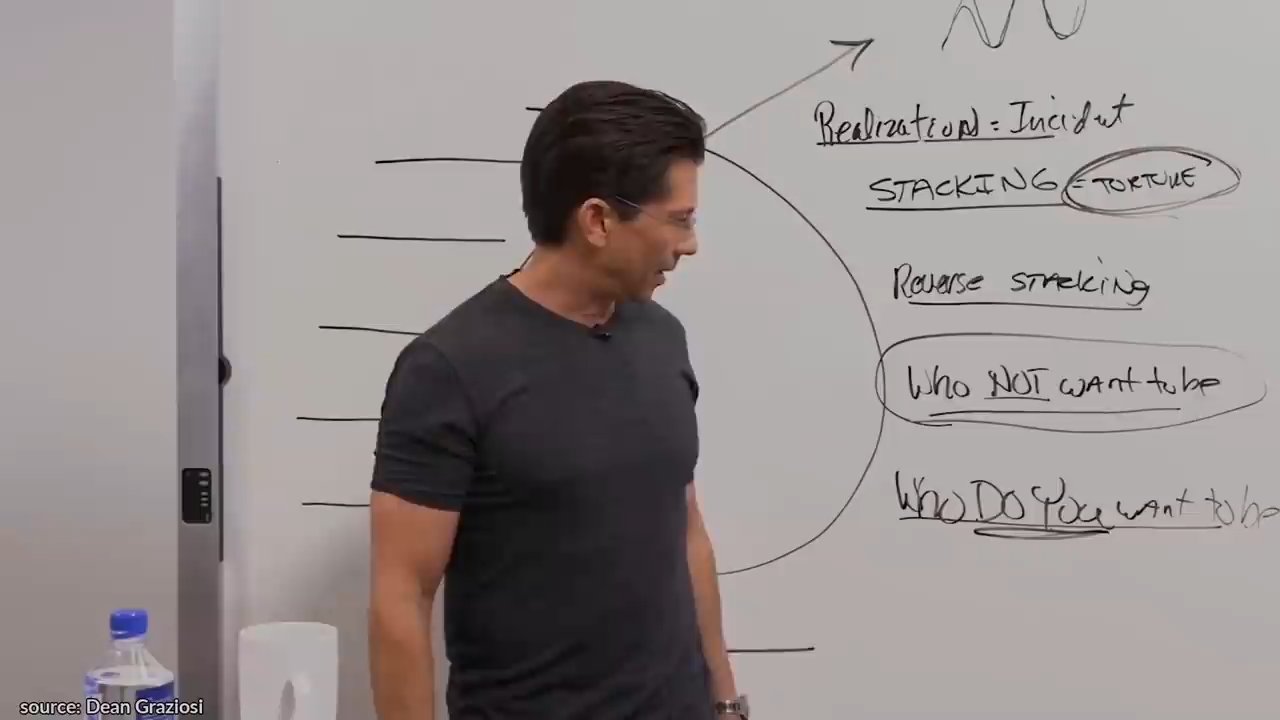 Realization = Incident
STACKING = TORTURE
Reverse STACKING
Who NOT want to be
Who DO You want to be
source: Dean Graziosi